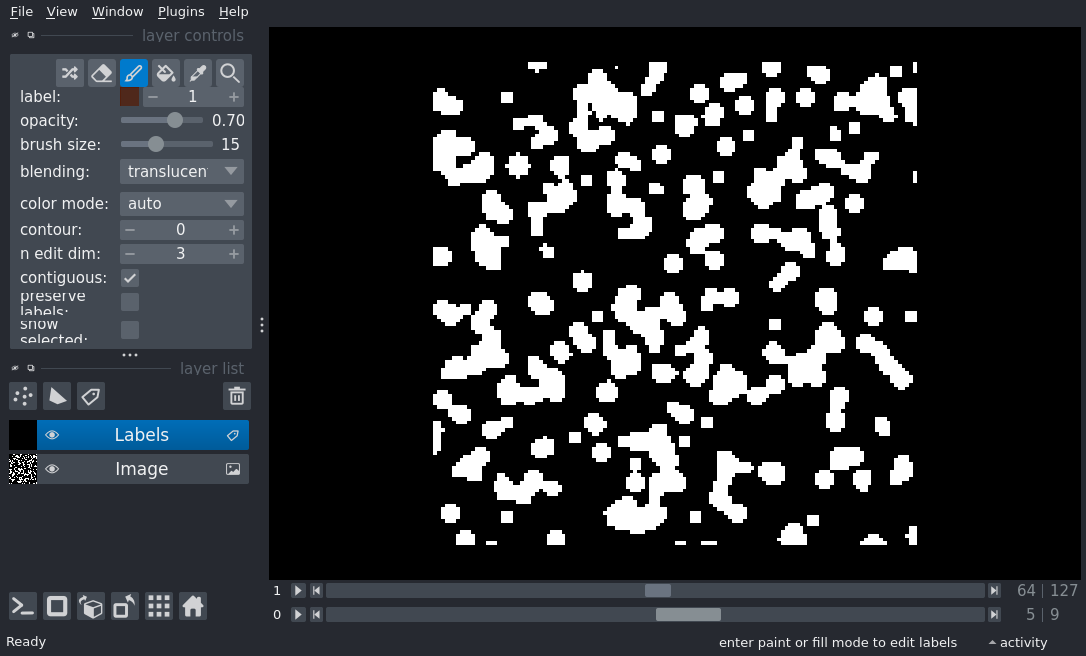 File View Window Plugins Help
layer controls
label: 1
opacity: 0.70
brush size: 15
blending: translucen
color mode: auto
contour: 0
n edit dim: 3
contiguous:
preserve
labels:
show
selected:
layer list
Labels
Image
1 64 127
0 5 9
Ready enter paint or fill mode to edit labels activity